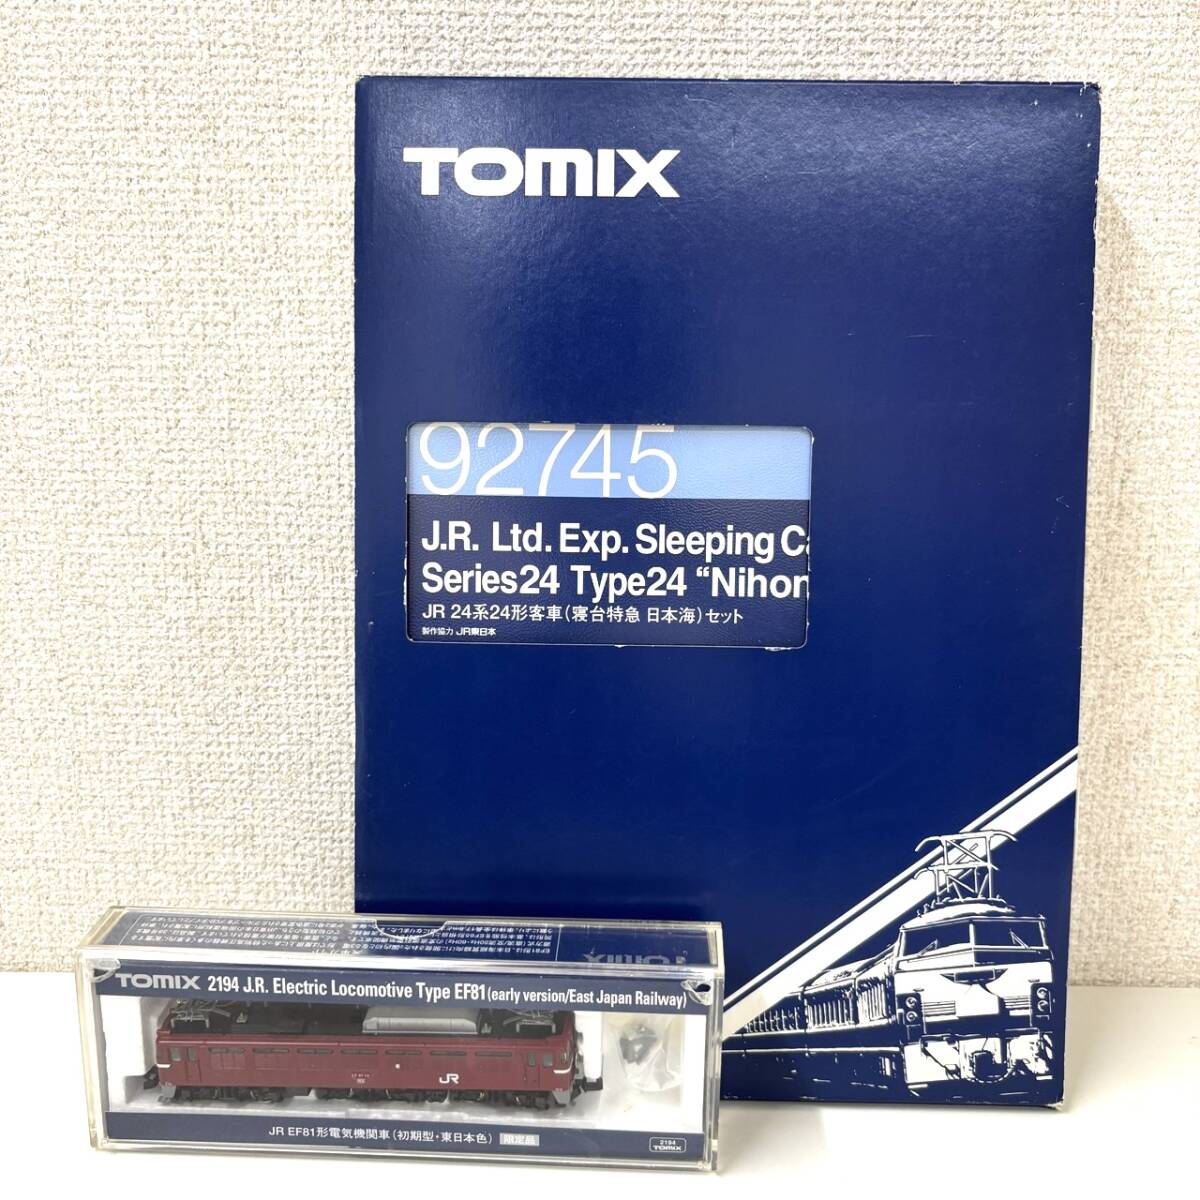 TOMIX
92745
J.R. Ltd. Exp. Sleeping Ca
Series24 Type24 “Nihon
JR 24系24形客車(寝台特急 日本海)セット
製作協力 JR東日本
TOMIX
TOMIX 2194 J.R. Electric Locomotive Type EF81(early version/East Japan Railway)
JR
JR EF81形電気機関車(初期型・東日本色) 限定品
2194
TOMIX